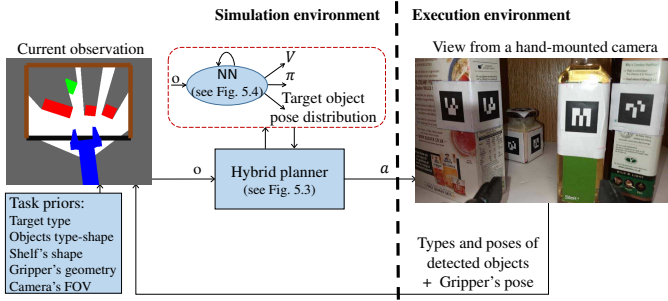 Simulation environment
Execution environment
Current observation
View from a hand-mounted camera
NN
(see Fig. 5.4)
o
V
π
Target object
pose distribution
o
Hybrid planner
(see Fig. 5.3)
a
Task priors:
Target type
Objects type-shape
Shelf's shape
Gripper's geometry
Camera's FOV
Types and poses of
detected objects
+ Gripper's pose